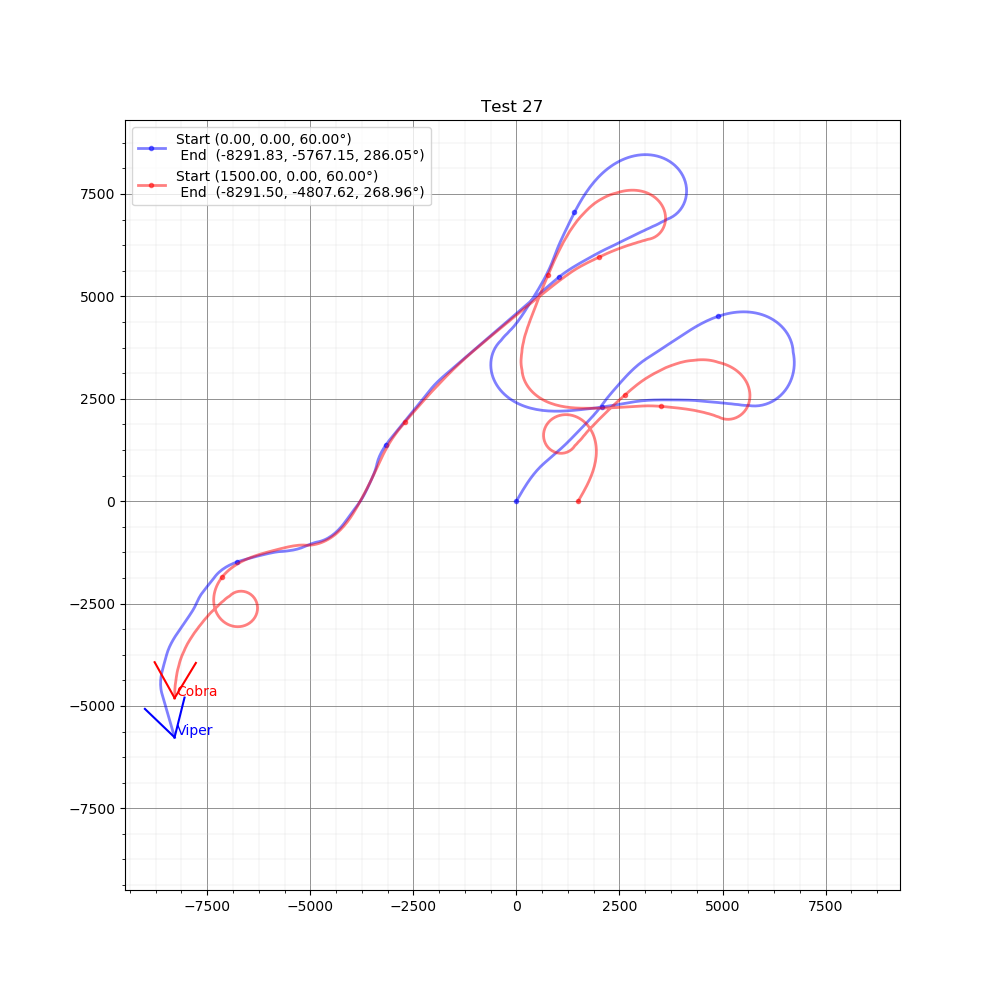 Test 27
Start (0.00, 0.00, 60.00°)
End  (-8291.83, -5767.15, 286.05°)
Start (1500.00, 0.00, 60.00°)
End  (-8291.50, -4807.62, 268.96°)
7500
5000
2500
0
−2500
−5000
−7500
Cobra
Viper
−7500
−5000
−2500
0
2500
5000
7500